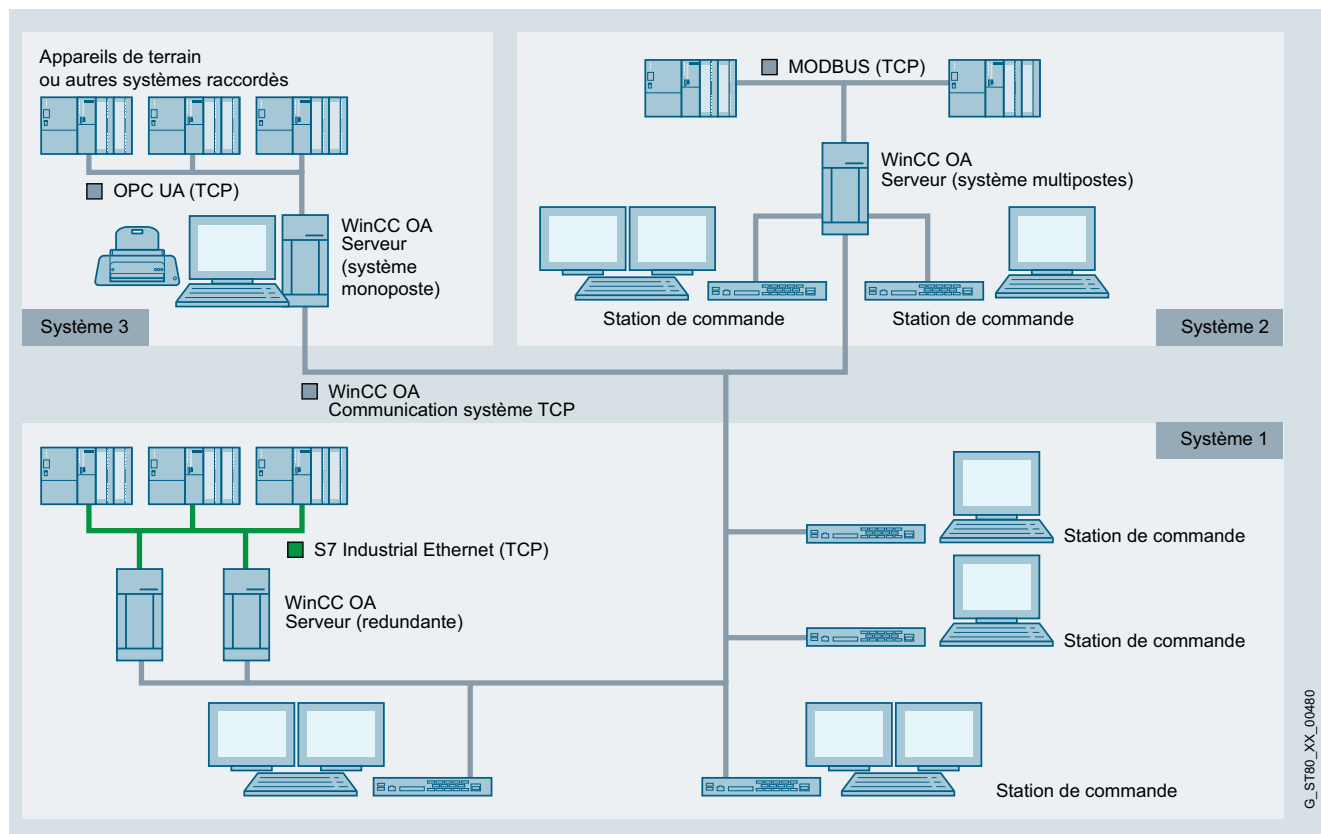 Appareils de terrain
ou autres systèmes raccordès
OPC UA (TCP)
WinCC OA
Serveur
(système
monoposte)
Système 3
MODBUS (TCP)
WinCC OA
Serveur (système multipostes)
Station de commande
Station de commande
Système 2
WinCC OA
Communication système TCP
Système 1
S7 Industrial Ethernet (TCP)
WinCC OA
Serveur (redundante)
Station de commande
Station de commande
Station de commande
G_ST80_XX_00480